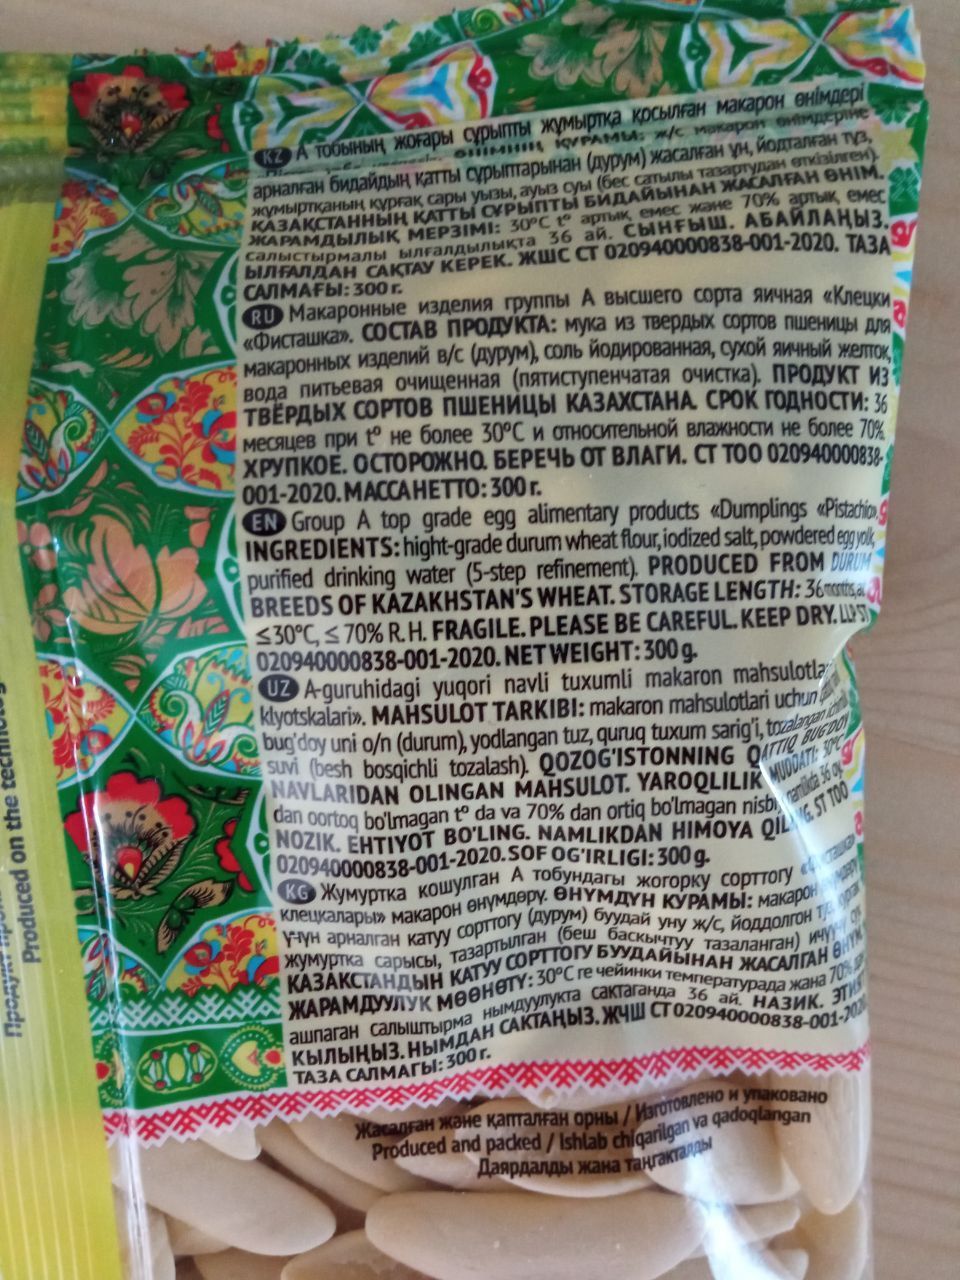 KZ А тобының жоғары сұрыпты жұмыртқа қосылған макарон өнімдері
ӨНІМНІҢ ҚҰРАМЫ: ж/с макарон өнімдеріне
арналған бидайдың қатты сұрыптарынан (дурум) жасалған ұн, йодталған тұз,
жұмыртқаның құрғақ сары уызы, ауыз суы (бес сатылы тазартудан өткізілген).
ҚАЗАҚСТАННЫҢ ҚАТТЫ СҰРЫПТЫ БИДАЙЫНАН ЖАСАЛҒАН ӨНІМ.
ЖАРАМДЫЛЫҚ МЕРЗІМІ: 30°С t° артық емес және 70% артық емес
салыстырмалы ылғалдылықта 36 ай. СЫНҒЫШ. АБАЙЛАҢЫЗ.
ЫЛҒАЛДАН САҚТАУ КЕРЕК. ЖШС СТ 020940000838-001-2020. ТАЗА
САЛМАҒЫ: 300 г.
RU Макаронные изделия группы А высшего сорта яичная «Клецки
«Фисташка». СОСТАВ ПРОДУКТА: мука из твердых сортов пшеницы для
макаронных изделий в/с (дурум), соль йодированная, сухой яичный желток,
вода питьевая очищенная (пятиступенчатая очистка). ПРОДУКТ ИЗ
ТВЁРДЫХ СОРТОВ ПШЕНИЦЫ КАЗАХСТАНА. СРОК ГОДНОСТИ: 36
месяцев при t° не более 30°С и относительной влажности не более 70%.
ХРУПКОЕ. ОСТОРОЖНО. БЕРЕЧЬ ОТ ВЛАГИ. СТ ТОО 020940000838-
001-2020. МАССА НЕТТО: 300 г.
EN Group A top grade egg alimentary products «Dumplings «Pistachio».
INGREDIENTS: hight-grade durum wheat flour, iodized salt, powdered egg yolk,
purified drinking water (5-step refinement). PRODUCED FROM DURUM
BREEDS OF KAZAKHSTAN'S WHEAT. STORAGE LENGTH: 36 months, at
≤30°C, ≤ 70% R.H. FRAGILE. PLEASE BE CAREFUL. KEEP DRY. LLP ST
020940000838-001-2020. NET WEIGHT: 300 g.
UZ A-guruhidagi yuqori navli tuxumli makaron mahsulotlar
klyotskalari». MAHSULOT TARKIBI: makaron mahsulotlari uchun
bug'doy uni o/n (durum), yodlangan tuz, quruq tuxum sarig'i, tozalangan
suvi (besh bosqichli tozalash). QOZOG'ISTONNING QATTIQ BUG'DOY
NAVLARIDAN OLINGAN MAHSULOT. YAROQLILIK MUDDATI: 30°C
dan oortoq bo'lmagan t° da va 70% dan ortiq bo'lmagan nisbiy namlikda 36 oy.
NOZIK. EHTIYOT BO'LING. NAMLIKDAN HIMOYA QILING. ST TOO
020940000838-001-2020. SOF OG'IRLIGI: 300 g.
KG Жумуртка кошулган А тобундагы жогорку сорттогу
клецкалары» макарон өнүмдөрү. ӨНҮМДҮН КУРАМЫ: макарон
үчүн арналган катуу сорттогу (дурум) буудай уну ж/с, йоддолгон туз,
жумуртка сарысы, тазартылган (беш баскычтуу тазаланган)
КАЗАКСТАНДЫН КАТУУ СОРТТОГУ БУУДАЙЫНАН ЖАСАЛГАН ӨНҮМ.
ЖАРАМДУУЛУК МӨӨНӨТҮ: 30°С ге чейинки температурада жана 70%
ашпаган салыштырма нымдуулукта сактаганда 36 ай. НАЗИК. ЭТИЯТ
КЫЛЫҢЫЗ. НЫМДАН САКТАҢЫЗ. ЖЧШ СТ 020940000838-001-2020
ТАЗА САЛМАГЫ: 300 г.
Жасалған және қапталған орны / Изготовлено и упаковано
Produced and packed / Ishlab chiqarilgan va qadoqlangan
Даярдалды жана таңгакталды
Produced on the